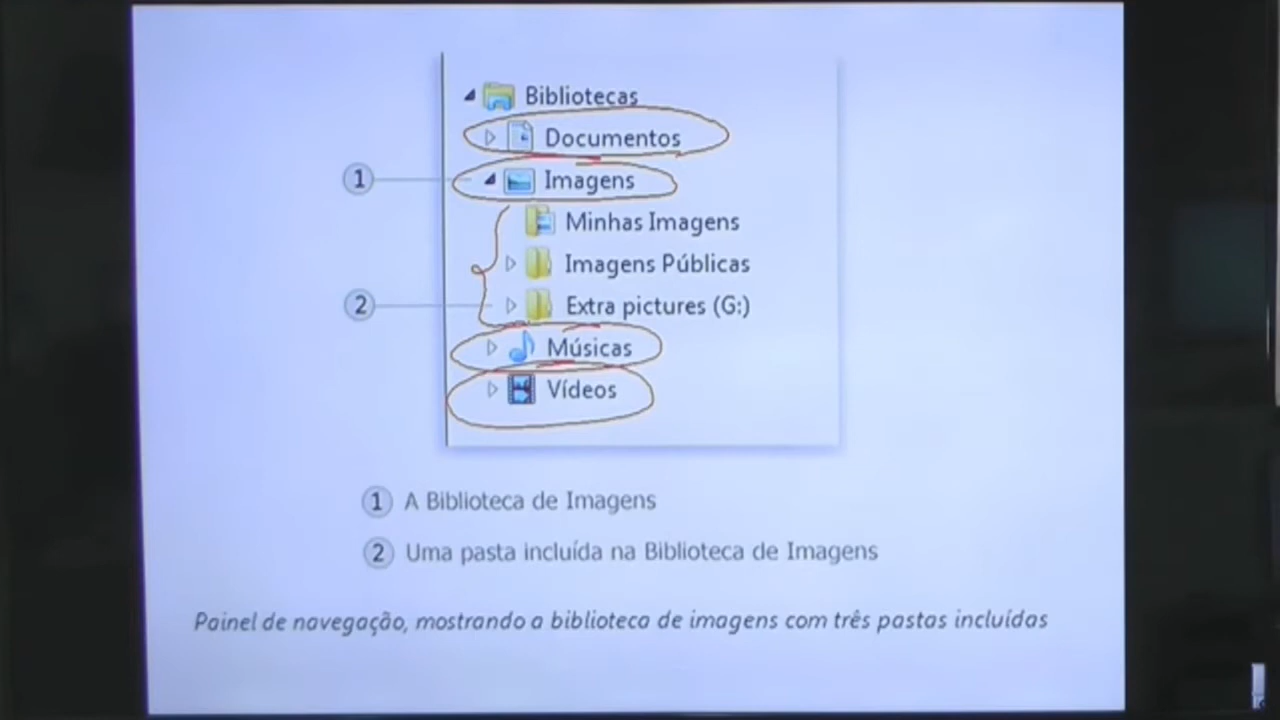 Bibliotecas
Documentos
1 Imagens
Minhas Imagens
Imagens Públicas
2 Extra pictures (G:)
Músicas
Vídeos
1 A Biblioteca de Imagens
2 Uma pasta incluída na Biblioteca de Imagens
Painel de navegação, mostrando a biblioteca de imagens com três pastas incluídas